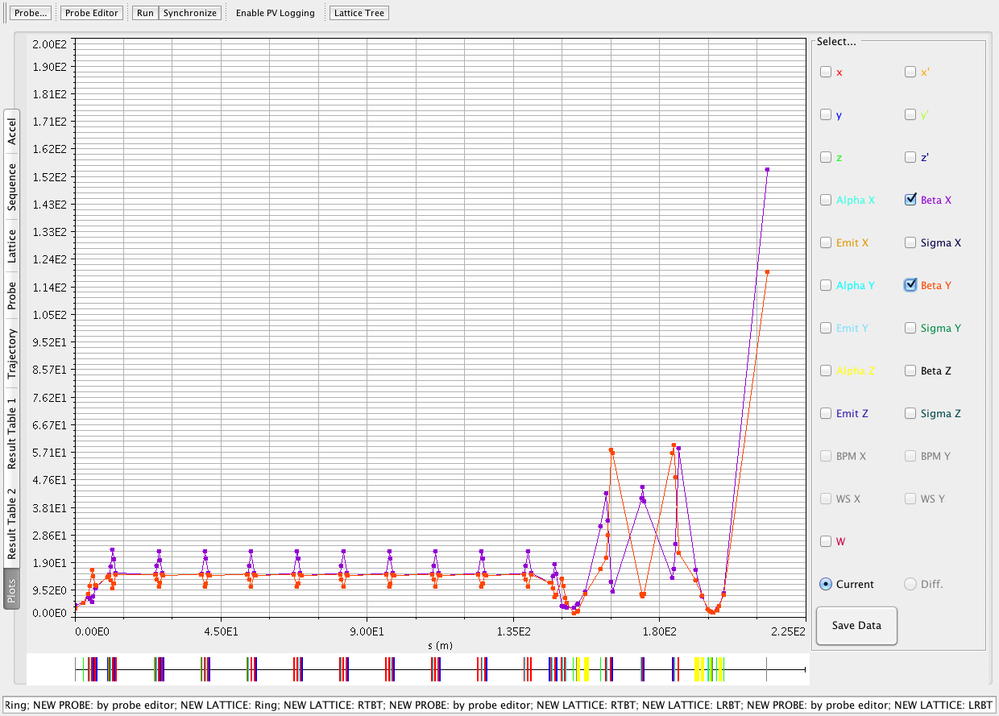 Probe... Probe Editor Run Synchronize Enable PV Logging Lattice Tree
Accel
Sequence
Lattice
Probe
Trajectory
Result Table 1
Result Table 2
Plots
2.00E2
1.90E2
1.81E2
1.71E2
1.62E2
1.52E2
1.43E2
1.33E2
1.24E2
1.14E2
1.05E2
9.52E1
8.57E1
7.62E1
6.67E1
5.71E1
4.76E1
3.81E1
2.86E1
1.90E1
9.52E0
0.00E0
0.00E0 4.50E1 9.00E1 1.35E2 1.80E2 2.25E2
s (m)
Select...
x x'
y y'
z z'
Alpha X Beta X
Emit X Sigma X
Alpha Y Beta Y
Emit Y Sigma Y
Alpha Z Beta Z
Emit Z Sigma Z
BPM X BPM Y
WS X WS Y
W
Current Diff.
Save Data
Ring; NEW PROBE: by probe editor; NEW LATTICE: Ring; NEW LATTICE: RTBT; NEW PROBE: by probe editor; NEW LATTICE: RTBT; NEW LATTICE: LRBT; NEW PROBE: by probe editor; NEW LATTICE: LRBT